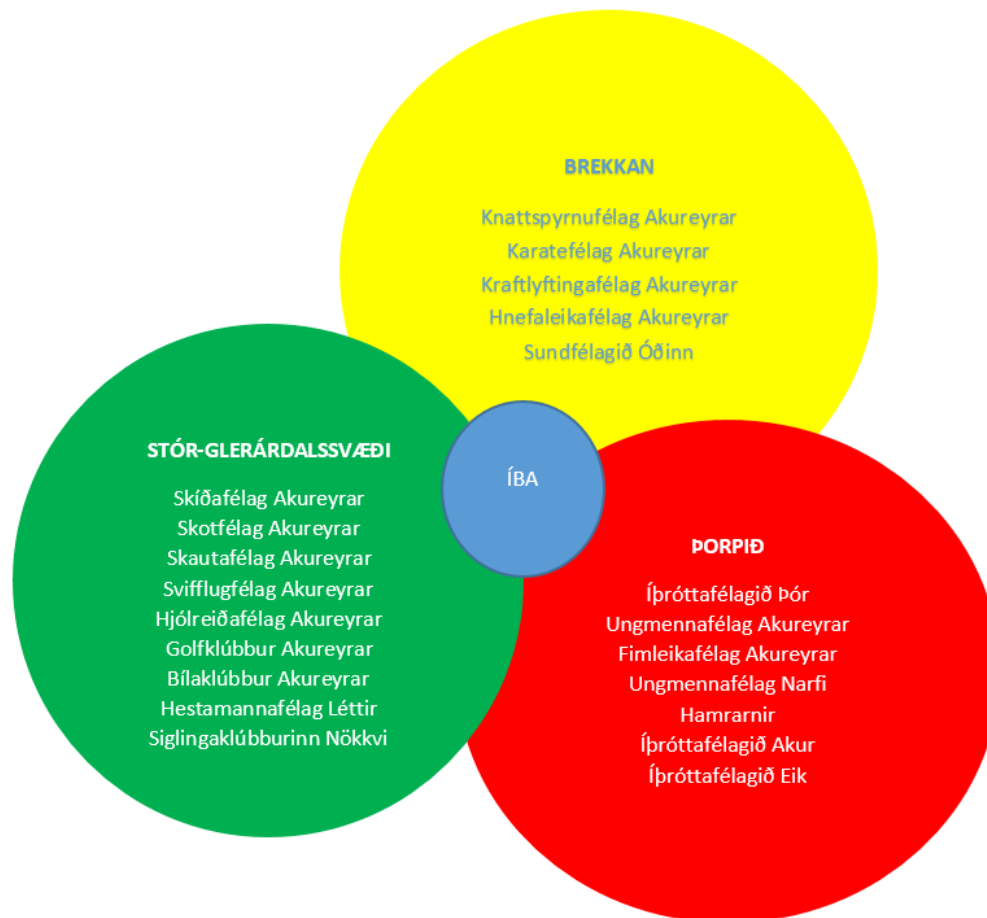 BREKKAN
Knattspyrnufélag Akureyrar
Karatefélag Akureyrar
Kraftlyftingafélag Akureyrar
Hnefaleikafélag Akureyrar
Sundfélagið Óðinn
STÓR-GLERÁRDALSSVÆÐI
Skíðafélag Akureyrar
Skotfélag Akureyrar
Skautafélag Akureyrar
Svifflugfélag Akureyrar
Hjólreiðafélag Akureyrar
Golfklúbbur Akureyrar
Bílaklúbbur Akureyrar
Hestamannafélag Léttir
Siglingaklúbburinn Nökkvi
ÍBA
ÞORPIÐ
Íþróttafélagið Þór
Ungmennafélag Akureyrar
Fimleikafélag Akureyrar
Ungmennafélag Narfi
Hamrarnir
Íþróttafélagið Akur
Íþróttafélagið Eik